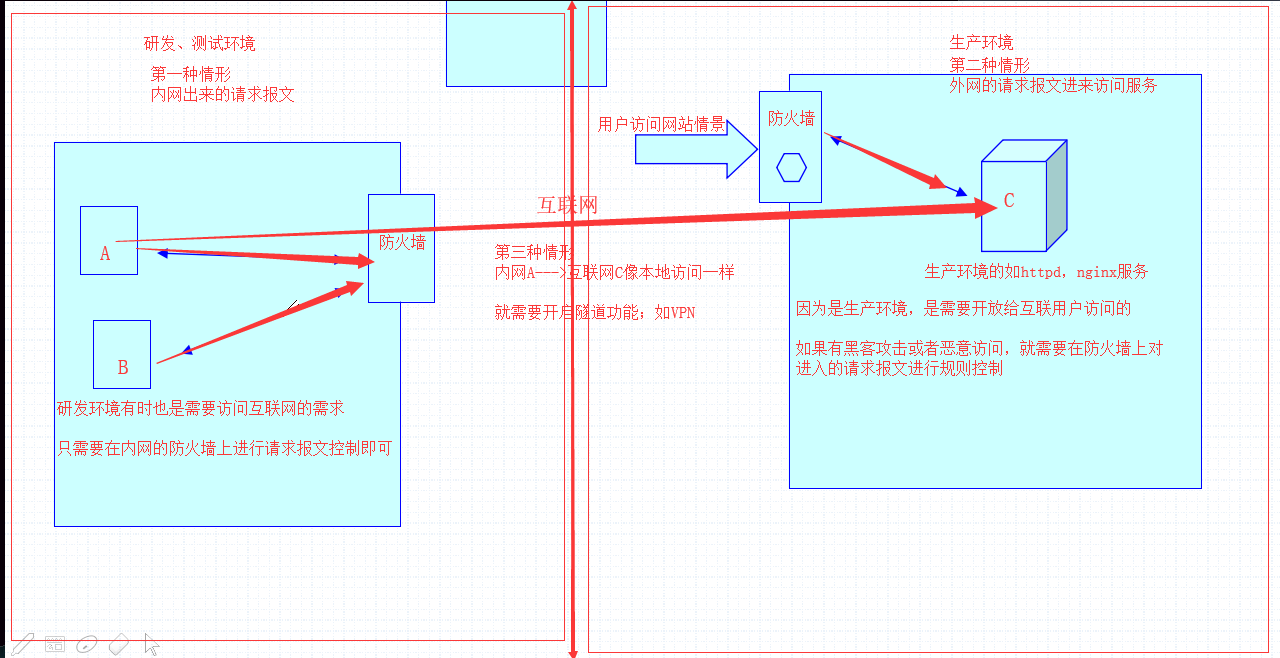 研发、测试环境
第一种情形
内网出来的请求报文
A
B
防火墙
研发环境有时也是需要访问互联网的需求
只需要在内网的防火墙上进行请求报文控制即可
互联网
第三种情形
内网A--->互联网C像本地访问一样
就需要开启隧道功能；如VPN
生产环境
第二种情形
外网的请求报文进来访问服务
用户访问网站情景
防火墙
C
生产环境的如httpd，nginx服务
因为是生产环境，是需要开放给互联用户访问的
如果有黑客攻击或者恶意访问，就需要在防火墙上对
进入的请求报文进行规则控制